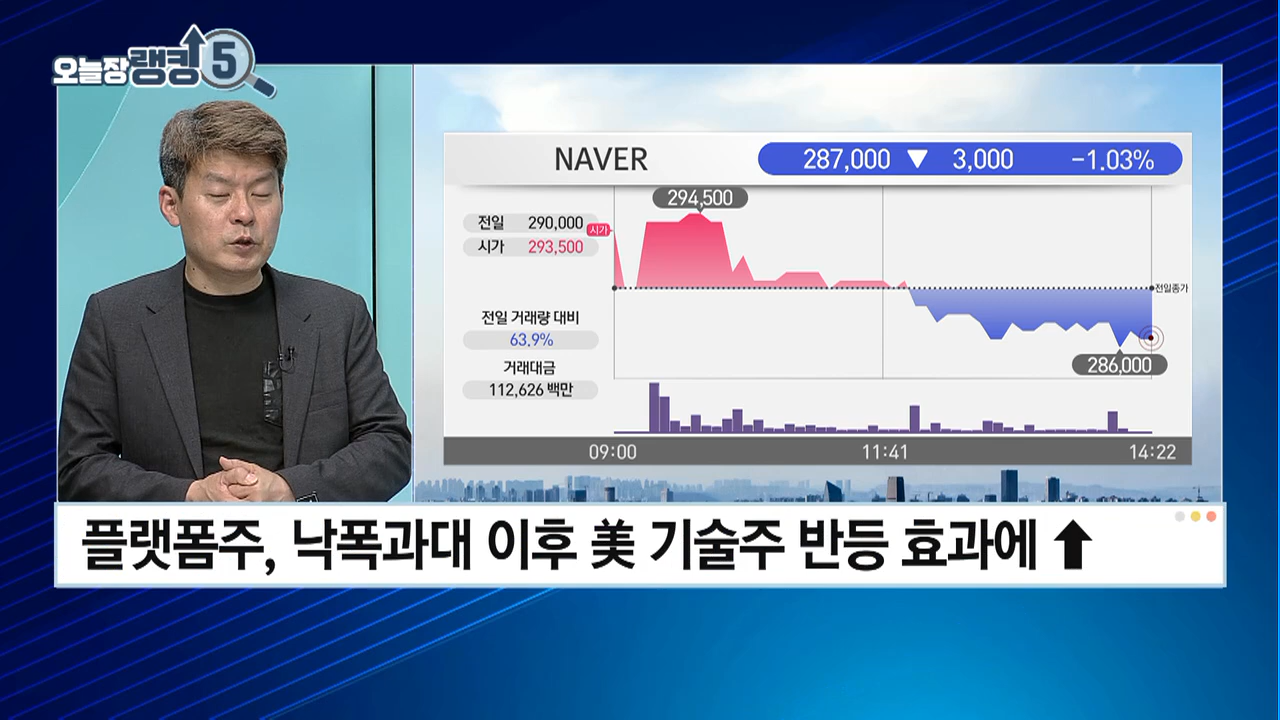 오늘장 랭킹 5
NAVER
287,000 ▼ 3,000 -1.03%
294,500
전일 290,000
시가
시가 293,500
전일종가
전일 거래량 대비
63.9%
거래대금
112,626 백만
286,000
09:00 11:41 14:22
플랫폼주, 낙폭과대 이후 美 기술주 반등 효과에 ↑